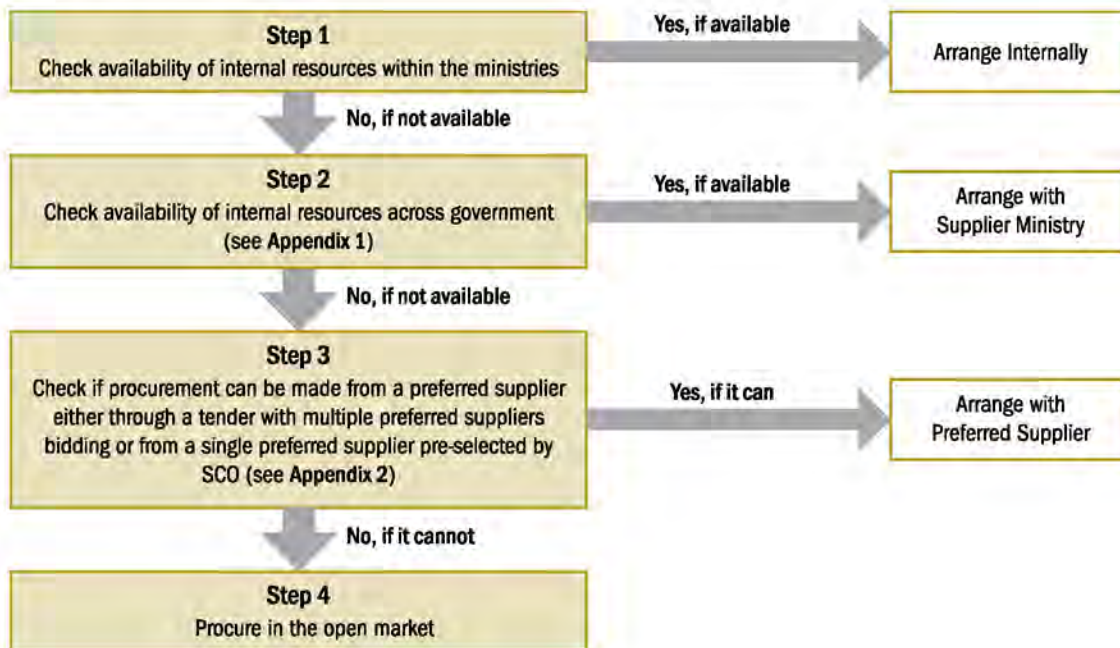 Step 1
Check availability of internal resources within the ministries
Yes, if available
Arrange Internally
No, if not available
Step 2
Check availability of internal resources across government
(see Appendix 1)
Yes, if available
Arrange with
Supplier Ministry
No, if not available
Step 3
Check if procurement can be made from a preferred supplier
either through a tender with multiple preferred suppliers
bidding or from a single preferred supplier pre-selected by
SCO (see Appendix 2)
Yes, if it can
Arrange with
Preferred Supplier
No, if it cannot
Step 4
Procure in the open market